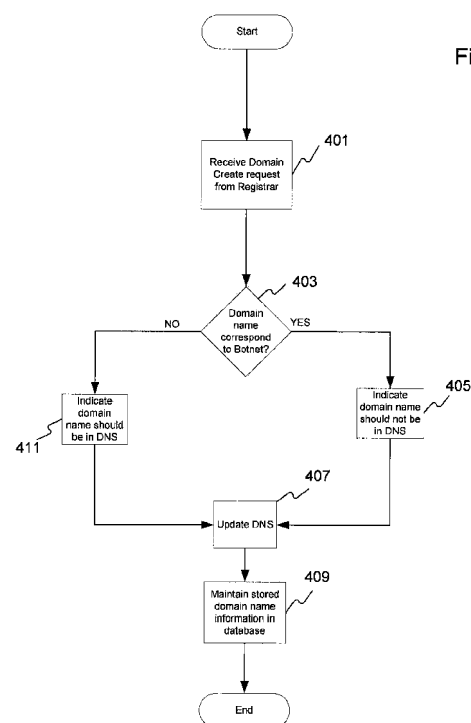 Start
Fi
401
Receive Domain
Create request
from Registrar
403
Domain
name
correspond
to Botnet?
NO
YES
Indicate
domain
name should
be in DNS
411
Indicate
domain name
should not be
in DNS
405
407
Update DNS
Maintain stored
domain name
information in
database
409
End